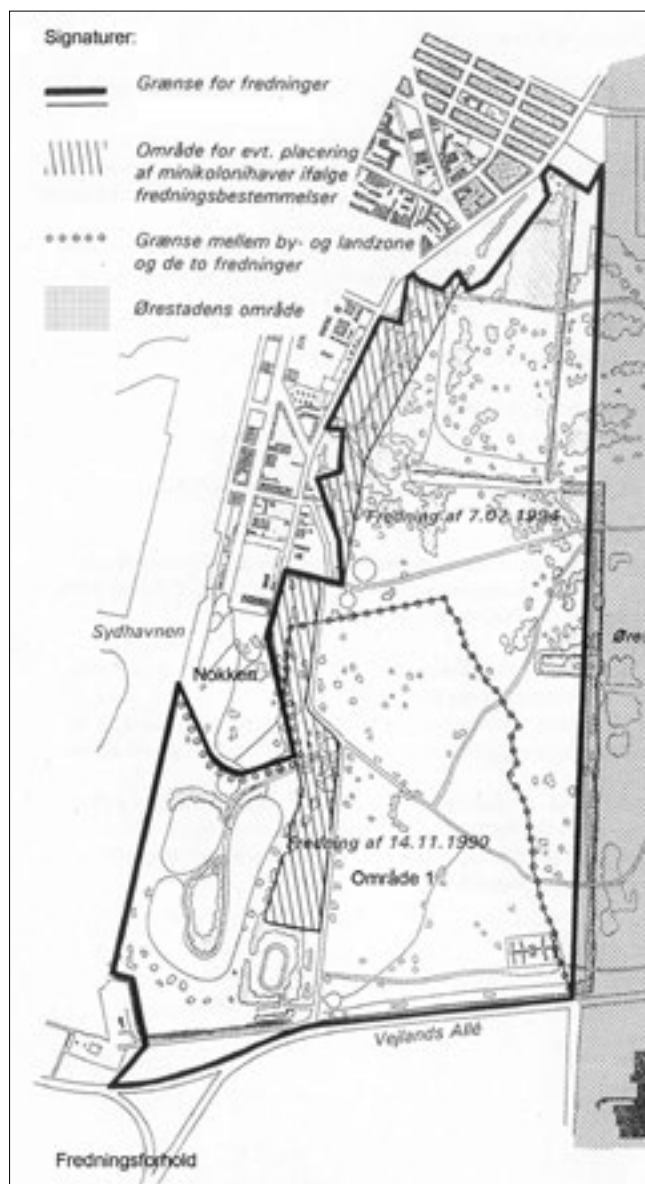 Signaturer:
Grænse for fredninger
Område for evt. placering
af minikolonihaver ifølge
fredningsbestemmelser
Grænse mellem by- og landzone
og de to fredninger
Ørestadens område
Fredning af 7.02.1994
Sydhavnen
Nokken
Øres
Fredning af 14.11.1990
Område 1
Vejlands Allé
Fredningsforhold